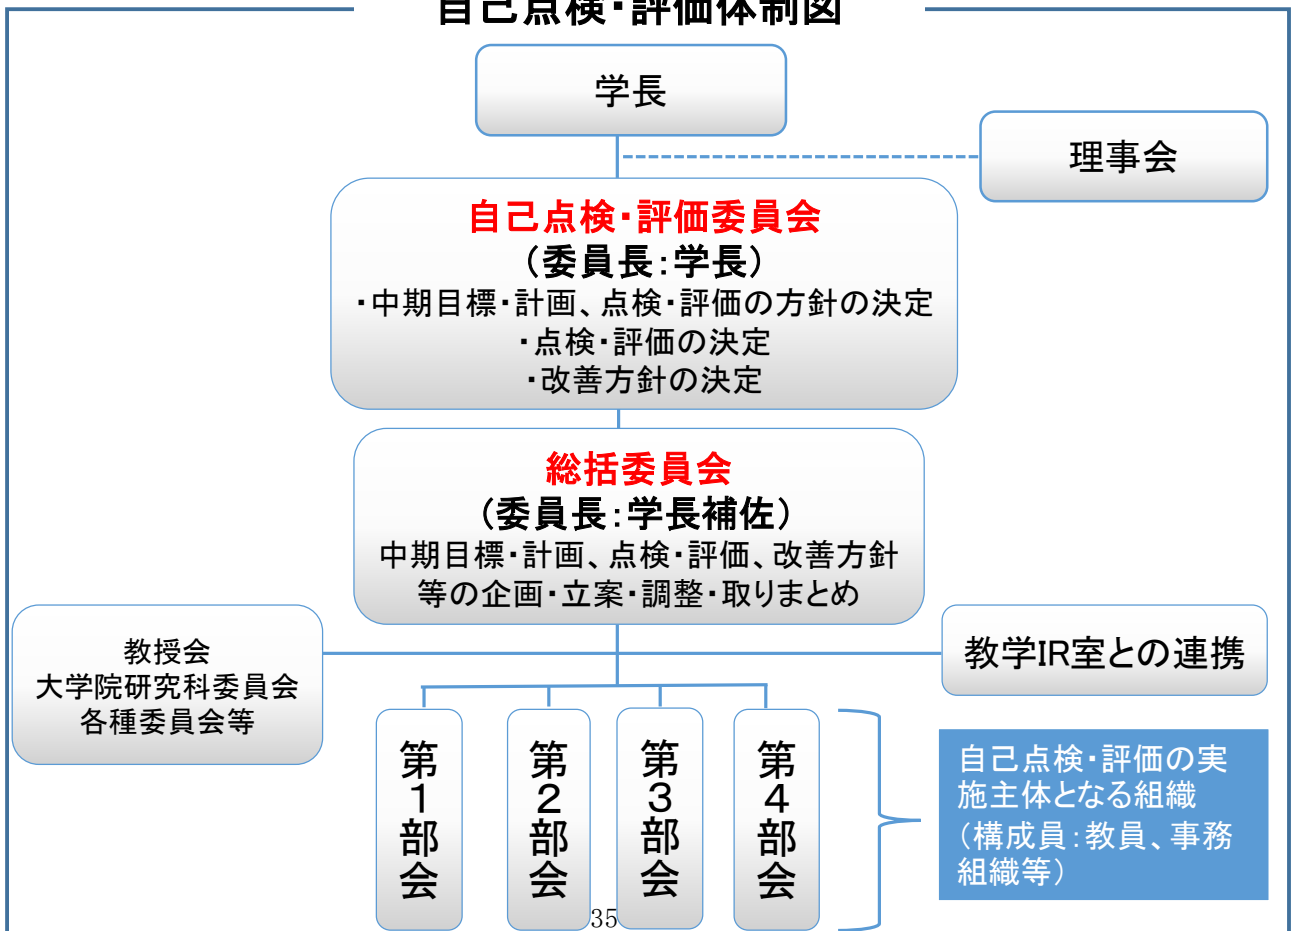 自己点検・評価体制図
学長
理事会
自己点検・評価委員会
（委員長：学長）
・中期目標・計画、点検・評価の方針の決定
・点検・評価の決定
・改善方針の決定
総括委員会
（委員長：学長補佐）
中期目標・計画、点検・評価、改善方針
等の企画・立案・調整・取りまとめ
教授会
大学院研究科委員会
各種委員会等
教学IR室との連携
第１部会
第２部会
第３部会
第４部会
自己点検・評価の実
施主体となる組織
（構成員：教員、事務
組織等）
35